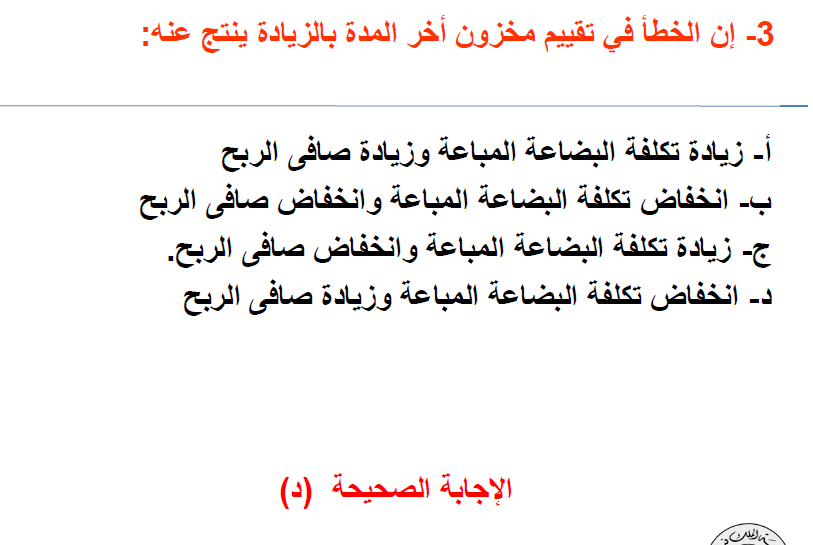 3- إن الخطأ في تقييم مخزون أخر المدة بالزيادة ينتج عنه:
أ- زيادة تكلفة البضاعة المباعة وزيادة صافى الربح
ب- انخفاض تكلفة البضاعة المباعة وانخفاض صافى الربح
ج- زيادة تكلفة البضاعة المباعة وانخفاض صافى الربح.
د- انخفاض تكلفة البضاعة المباعة وزيادة صافى الربح
الإجابة الصحيحة (د)